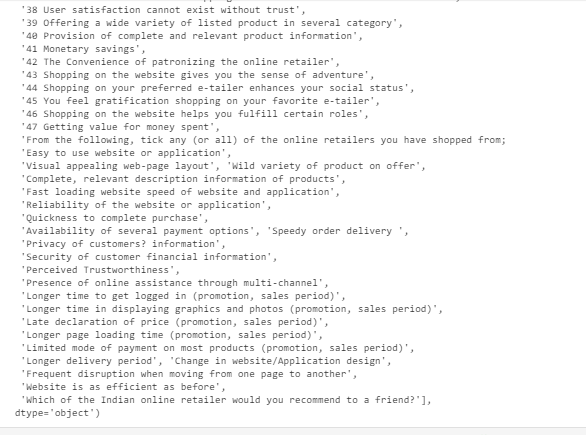 '38 User satisfaction cannot exist without trust',
'39 Offering a wide variety of listed product in several category',
'40 Provision of complete and relevant product information',
'41 Monetary savings',
'42 The Convenience of patronizing the online retailer',
'43 Shopping on the website gives you the sense of adventure',
'44 Shopping on your preferred e-tailer enhances your social status',
'45 You feel gratification shopping on your favorite e-tailer',
'46 Shopping on the website helps you fulfill certain roles',
'47 Getting value for money spent',
'From the following, tick any (or all) of the online retailers you have shopped from;
'Easy to use website or application',
'Visual appealing web-page layout', 'Wild variety of product on offer',
'Complete, relevant description information of products',
'Fast loading website speed of website and application',
'Reliability of the website or application',
'Quickness to complete purchase',
'Availability of several payment options', 'Speedy order delivery ',
'Privacy of customers? information',
'Security of customer financial information',
'Perceived Trustworthiness',
'Presence of online assistance through multi-channel',
'Longer time to get logged in (promotion, sales period)',
'Longer time in displaying graphics and photos (promotion, sales period)',
'Late declaration of price (promotion, sales period)',
'Longer page loading time (promotion, sales period)',
'Limited mode of payment on most products (promotion, sales period)',
'Longer delivery period', 'Change in website/Application design',
'Frequent disruption when moving from one page to another',
'Website is as efficient as before',
'Which of the Indian online retailer would you recommend to a friend?'],
dtype='object')